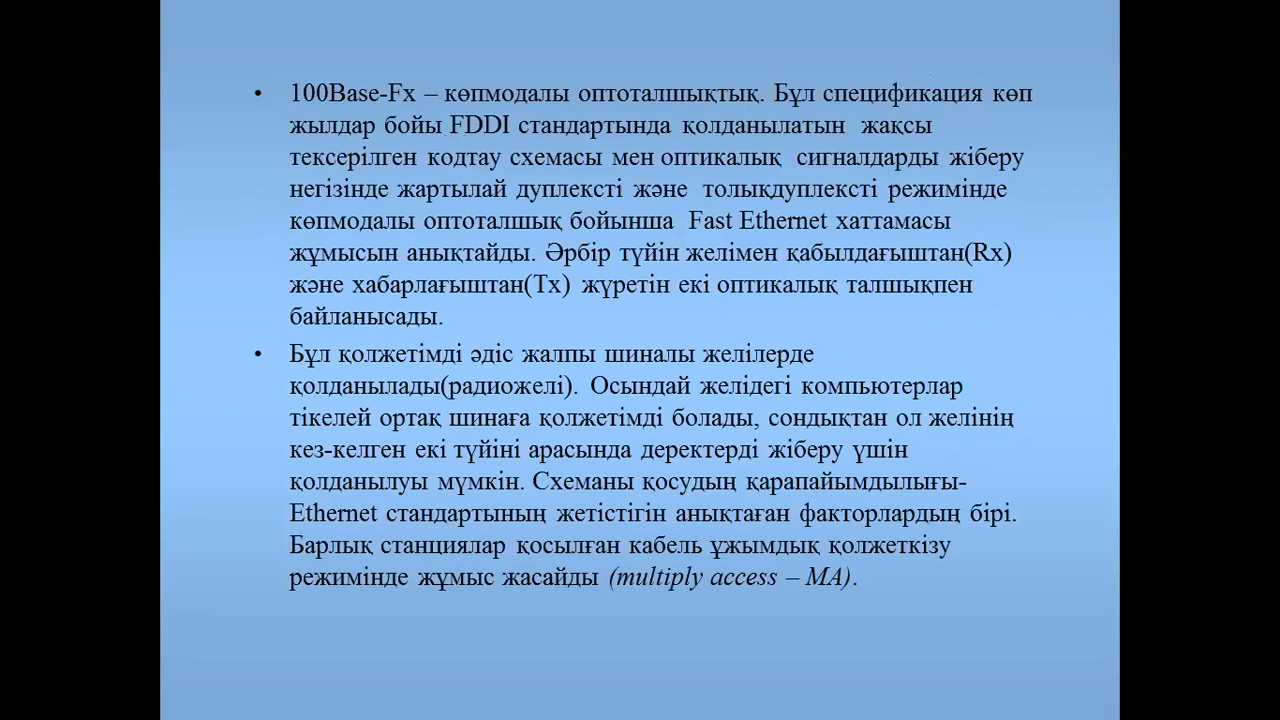 • 100Base-Fx – көпмодалы оптоталшықтық. Бұл спецификация көп
жылдар бойы FDDI стандартында қолданылатын жақсы
тексерілген кодтау схемасы мен оптикалық сигналдарды жіберу
негізінде жартылай дуплексті және толықдуплексті режимінде
көпмодалы оптоталшық бойынша Fast Ethernet хаттамасы
жұмысын анықтайды. Әрбір түйін желімен қабылдағыштан(Rx)
және хабарлағыштан(Tx) жүретін екі оптикалық талшықпен
байланысады.
• Бұл қолжетімді әдіс жалпы шиналы желілерде
қолданылады(радиожелі). Осындай желідегі компьютерлар
тікелей ортақ шинаға қолжетімді болады, сондықтан ол желінің
кез-келген екі түйіні арасында деректерді жіберу үшін
қолданылуы мүмкін. Схеманы қосудың қарапайымдылығы-
Ethernet стандартының жетістігін анықтаған факторлардың бірі.
Барлық станциялар қосылған кабель ұжымдық қолжеткізу
режимінде жұмыс жасайды (multiply access – MA).